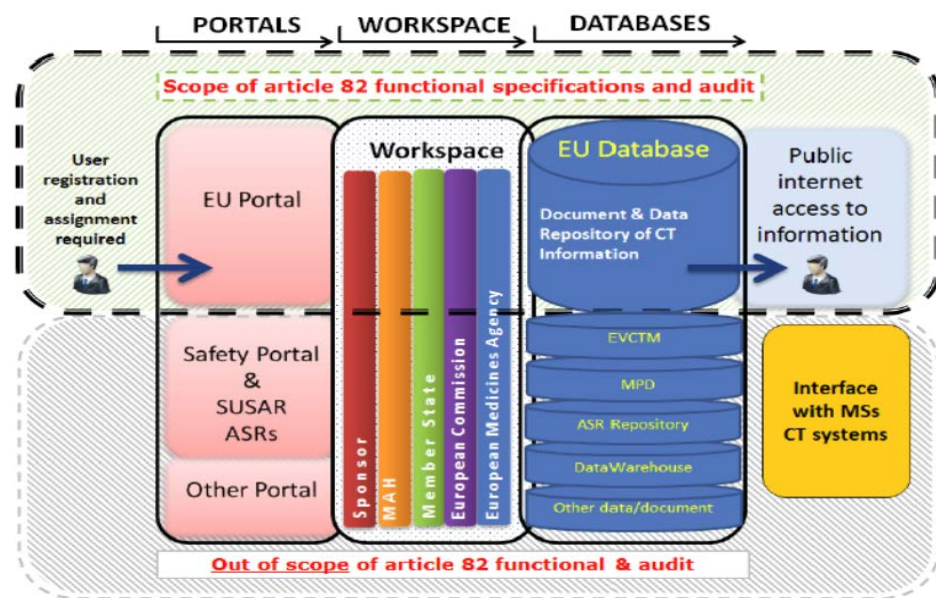 PORTALS
WORKSPACE
DATABASES
Scope of article 82 functional specifications and audit
User
registration
and
assignment
required
EU Portal
Workspace
EU Database
Document & Data
Repository of CT
Information
Public
internet
access to
information
Safety Portal
&
SUSAR
ASRs
Other Portal
Sponsor
MAH
Member State
European Commission
European Medicines Agency
EVCTM
MPD
ASR Repository
DataWarehouse
Other data/document
Interface
with MSs
CT systems
Out of scope of article 82 functional & audit